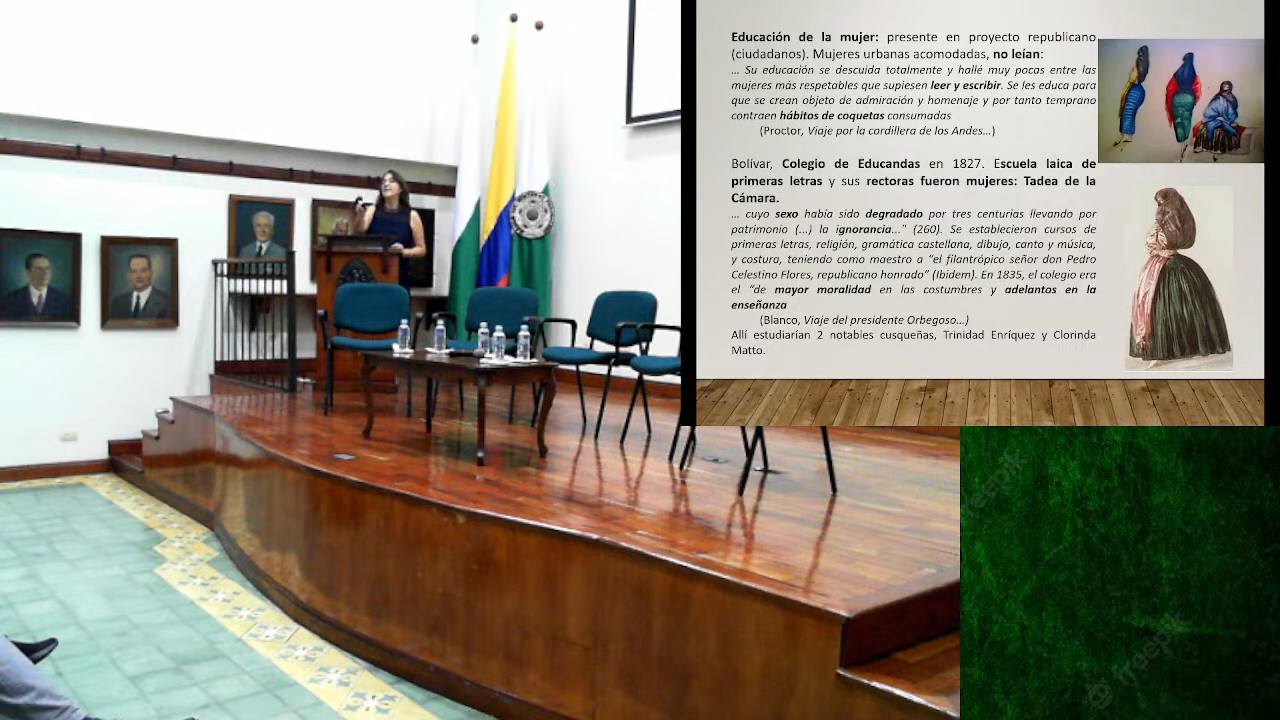 Educación de la mujer: presente en proyecto republicano
(ciudadanos). Mujeres urbanas acomodadas, no leían:
... Su educación se descuida totalmente y hallé muy pocas entre las
mujeres más respetables que supiesen leer y escribir. Se les educa para
que se crean objeto de admiración y homenaje y por tanto temprano
contraen hábitos de coquetas consumadas
(Proctor, Viaje por la cordillera de los Andes...)
Bolívar, Colegio de Educandas en 1827. Escuela laica de
primeras letras y sus rectoras fueron mujeres: Tadea de la
Cámara.
... cuyo sexo había sido degradado por tres centurias llevando por
patrimonio (...) la ignorancia..." (260). Se establecieron cursos de
primeras letras, religión, gramática castellana, dibujo, canto y música,
y costura, teniendo como maestro a "el filantrópico señor don Pedro
Celestino Flores, republicano honrado" (Ibidem). En 1835, el colegio era
el "de mayor moralidad en las costumbres y adelantos en la
enseñanza
(Blanco, Viaje del presidente Orbegoso...)
Allí estudiarían 2 notables cusqueñas, Trinidad Enríquez y Clorinda
Matto.
freepik
freepik